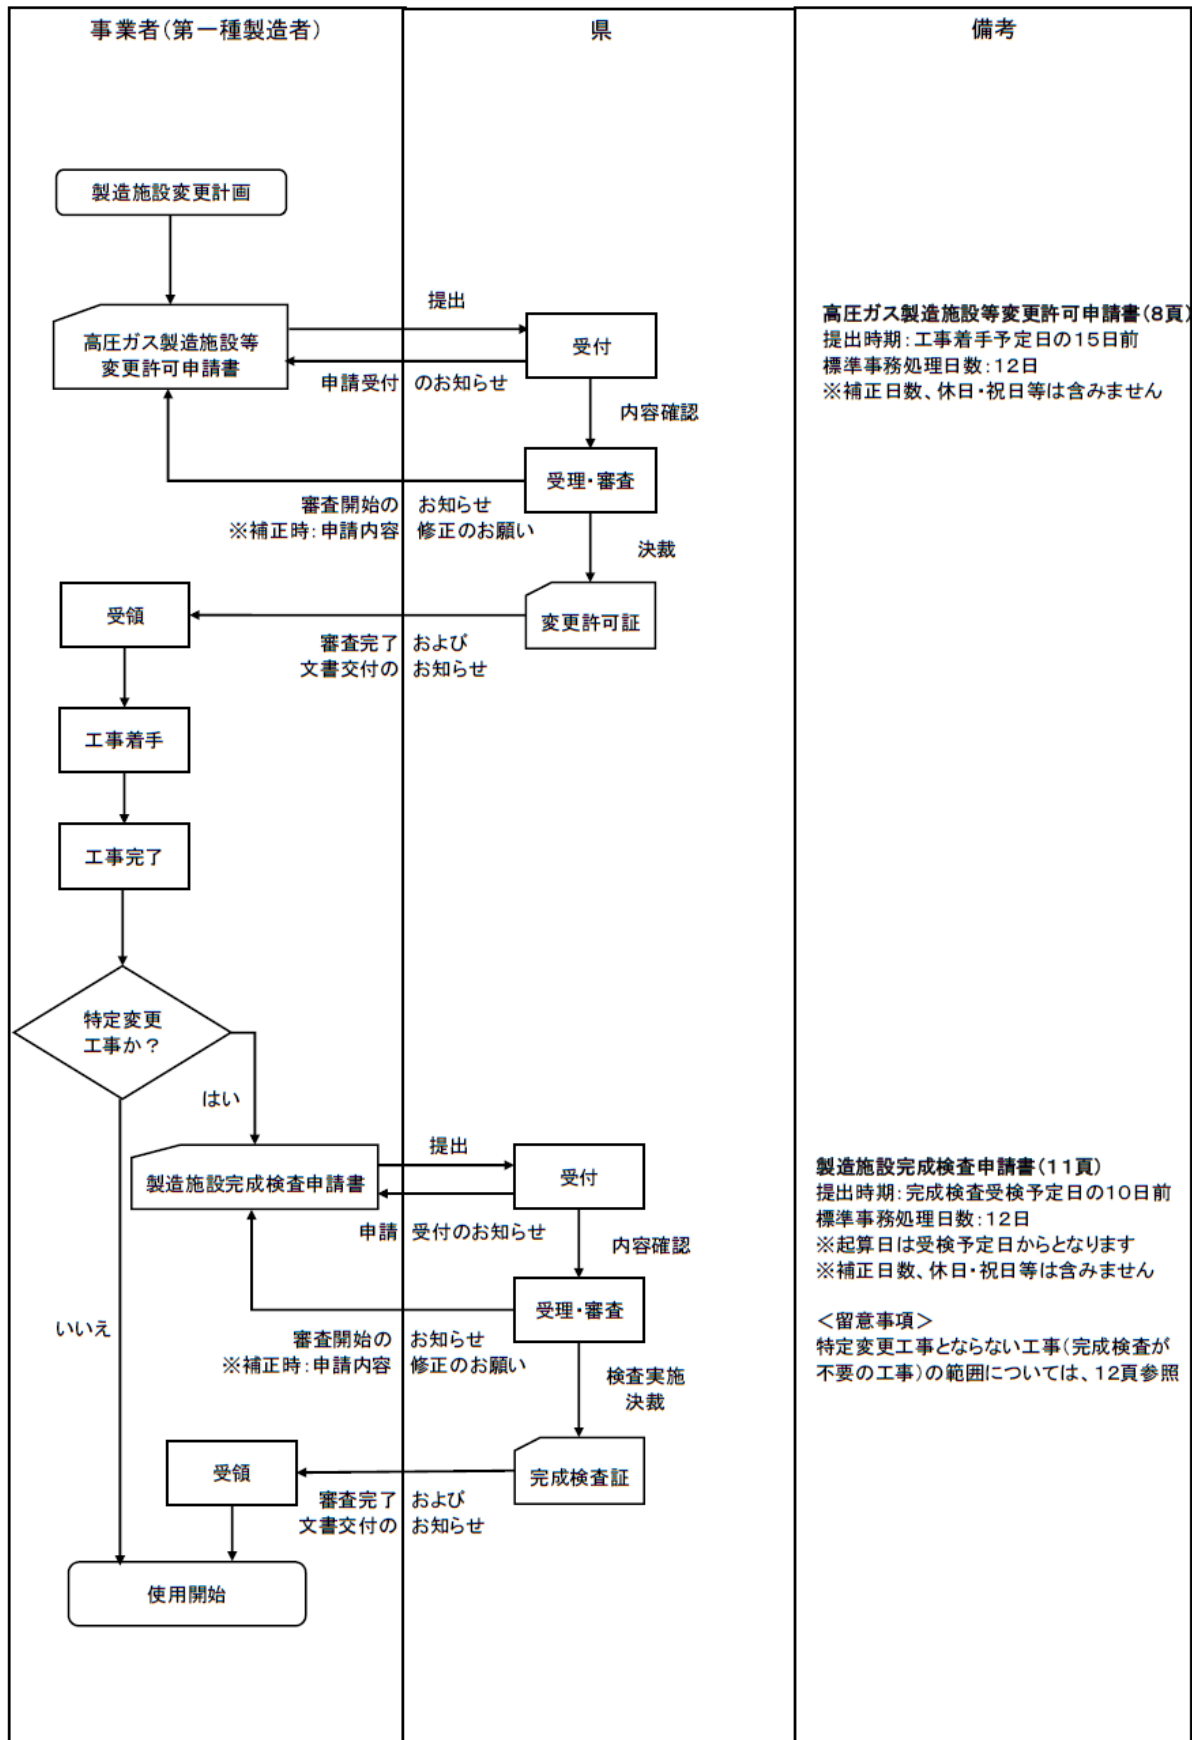 事業者(第一種製造者)
県
備考
製造施設変更計画
提出
高圧ガス製造施設等
変更許可申請書
受付
申請受付 のお知らせ
高圧ガス製造施設等変更許可申請書(8頁)
提出時期:工事着手予定日の15日前
標準事務処理日数:12日
※補正日数、休日・祝日等は含みません
内容確認
受理・審査
審査開始の お知らせ
※補正時:申請内容 修正のお願い
決裁
受領
変更許可証
審査完了 および
文書交付の お知らせ
工事着手
工事完了
特定変更
工事か?
はい
提出
製造施設完成検査申請書
受付
申請 受付のお知らせ
製造施設完成検査申請書(11頁)
提出時期:完成検査受検予定日の10日前
標準事務処理日数:12日
※起算日は受検予定日からとなります
※補正日数、休日・祝日等は含みません
内容確認
受理・審査
いいえ
審査開始の お知らせ
※補正時:申請内容 修正のお願い
<留意事項>
特定変更工事とならない工事(完成検査が
不要の工事)の範囲については、12頁参照
検査実施
決裁
受領
完成検査証
審査完了 および
文書交付の お知らせ
使用開始